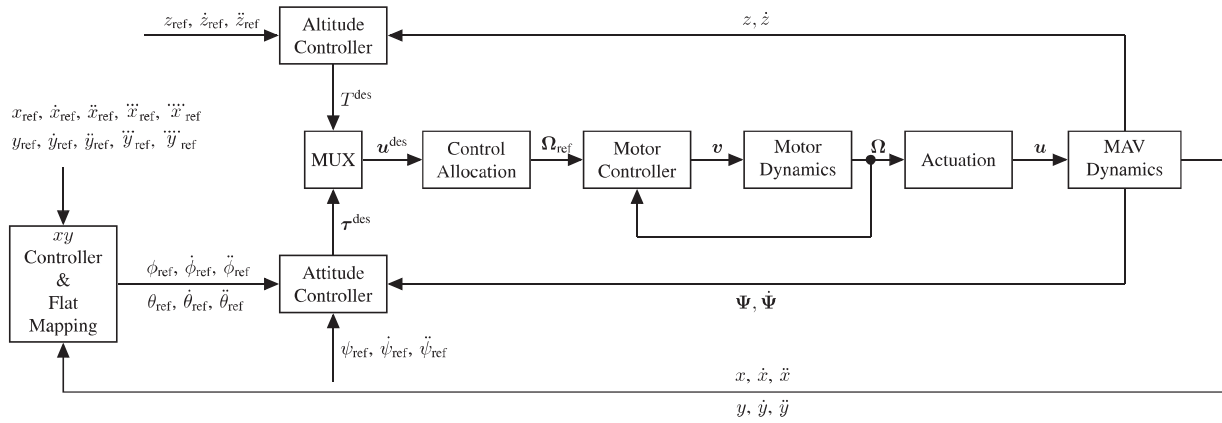 z_ref, ż_ref, z̈_ref
Altitude
Controller
z, ż
T^des
x_ref, ẋ_ref, ẍ_ref, x⃛_ref, x⃜_ref
y_ref, ẏ_ref, ÿ_ref, y⃛_ref, y⃜_ref
MUX
u^des
Control
Allocation
Ω_ref
Motor
Controller
v
Motor
Dynamics
Ω
Actuation
u
MAV
Dynamics
τ^des
xy
Controller
&
Flat
Mapping
ϕ_ref, ϕ̇_ref, ϕ̈_ref
θ_ref, θ̇_ref, θ̈_ref
Attitude
Controller
Ψ, Ψ̇
ψ_ref, ψ̇_ref, ψ̈_ref
x, ẋ, ẍ
y, ẏ, ÿ